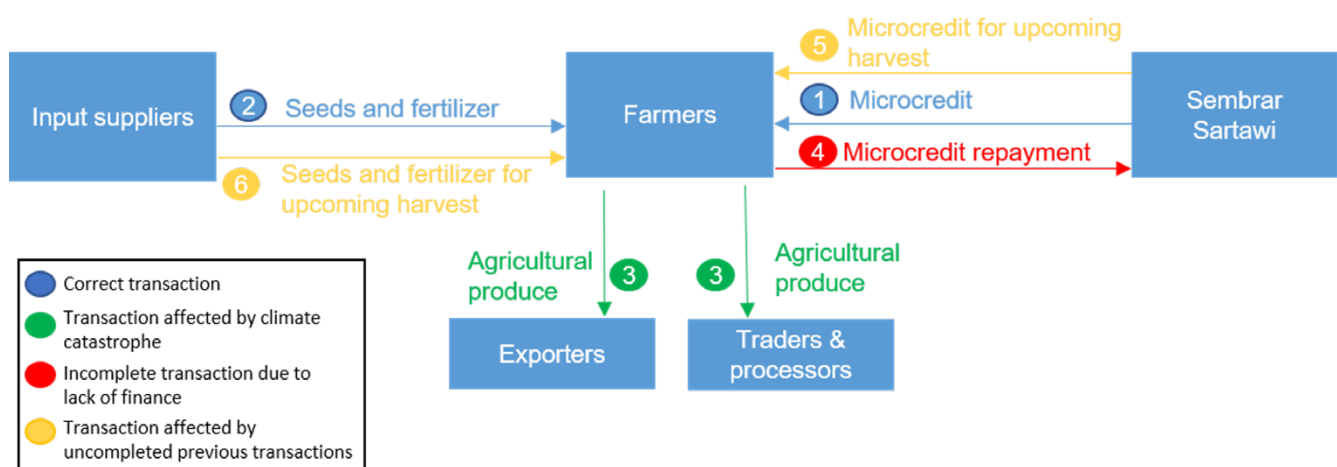 5 Microcredit for upcoming
harvest
Input suppliers
2 Seeds and fertilizer
Farmers
1 Microcredit
Sembrar
Sartawi
4 Microcredit repayment
6 Seeds and fertilizer for
upcoming harvest
Agricultural
produce
3
3
Agricultural
produce
Exporters
Traders &
processors
Correct transaction
Transaction affected by climate
catastrophe
Incomplete transaction due to
lack of finance
Transaction affected by
uncompleted previous transactions